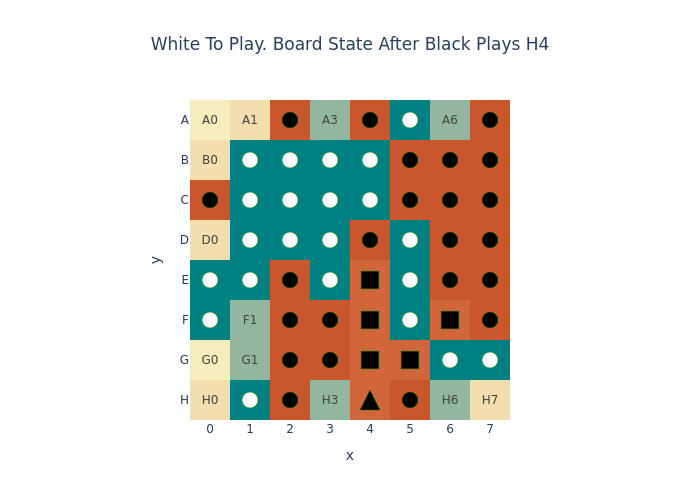 White To Play. Board State After Black Plays H4
A A0 A1 A3 A6
B B0
C
D D0
E
F F1
G G0 G1
H H0 H3 H6 H7
0 1 2 3 4 5 6 7
x
y